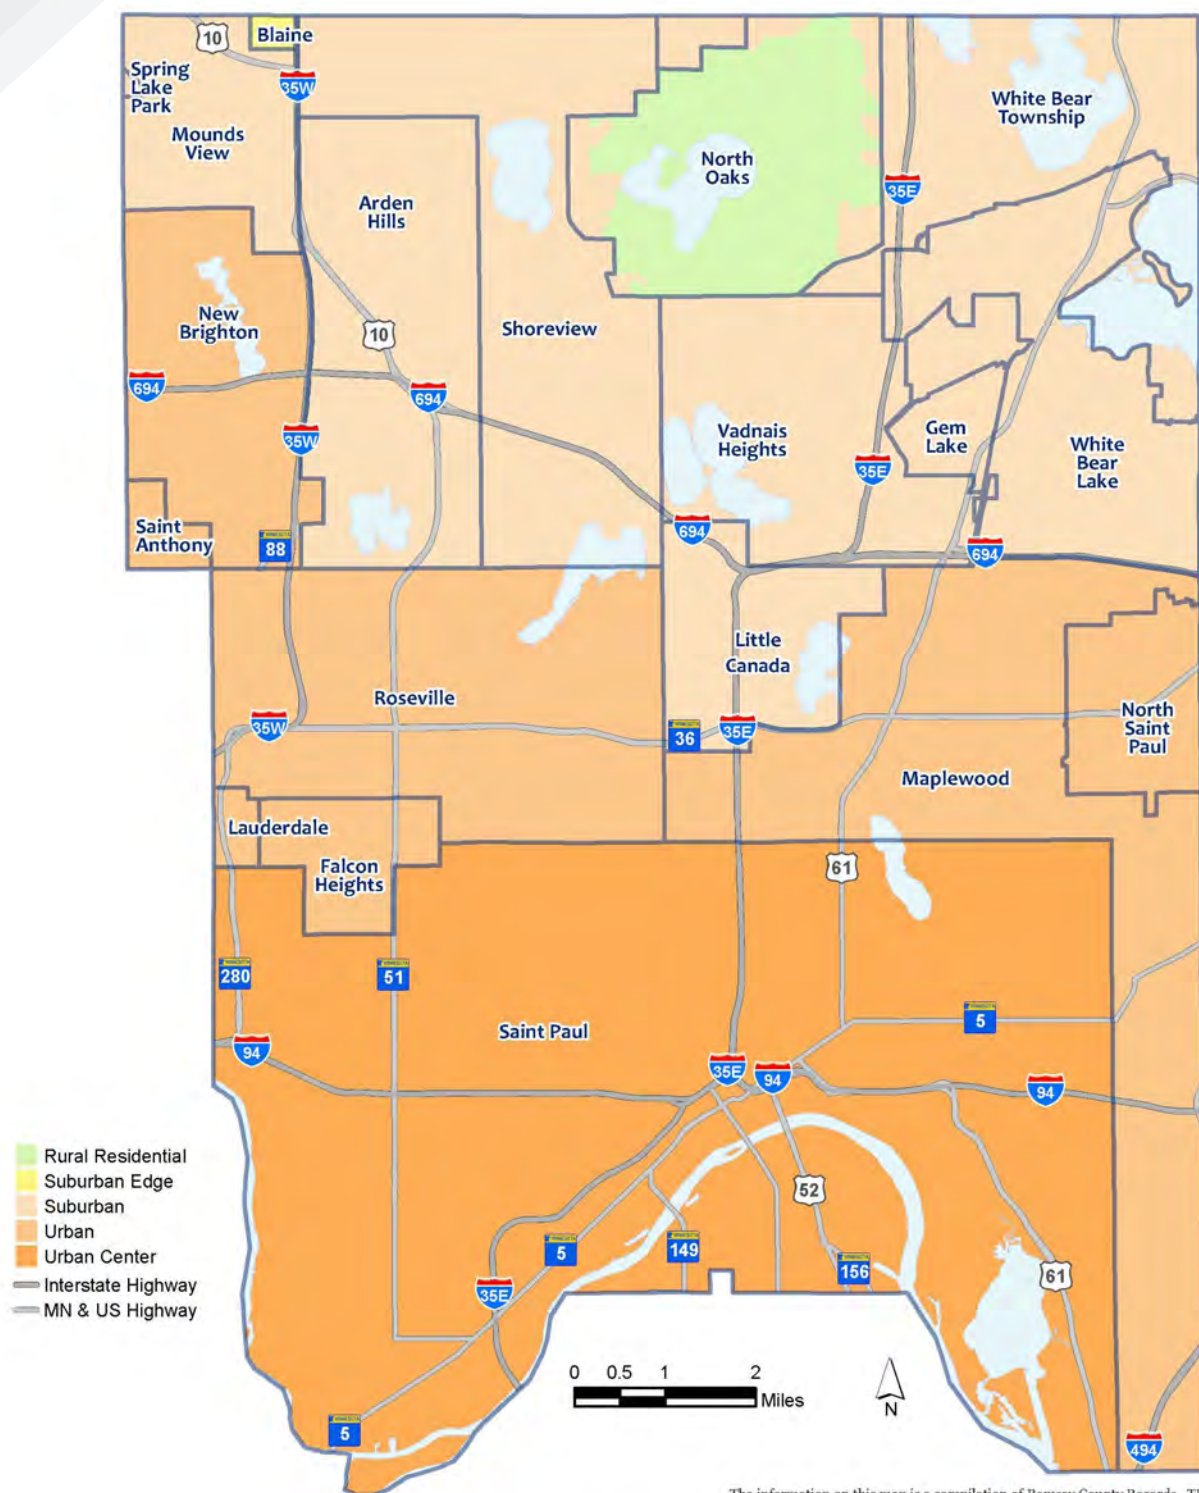 10
Blaine
35W
Spring
Lake
Park
Mounds
View
White Bear
Township
North
Oaks
35E
Arden
Hills
New
Brighton
10
Shoreview
694
694
35W
Vadnais
Heights
Gem
Lake
White
Bear
Lake
35E
Saint
Anthony
88
694
694
Little
Canada
Roseville
35W
36
35E
North
Saint
Paul
Maplewood
Lauderdale
Falcon
Heights
61
280
51
5
Saint Paul
94
35E
94
94
Rural Residential
Suburban Edge
Suburban
Urban
Urban Center
Interstate Highway
MN & US Highway
52
5
149
156
61
35E
0 0.5 1 2
Miles
N
5
494